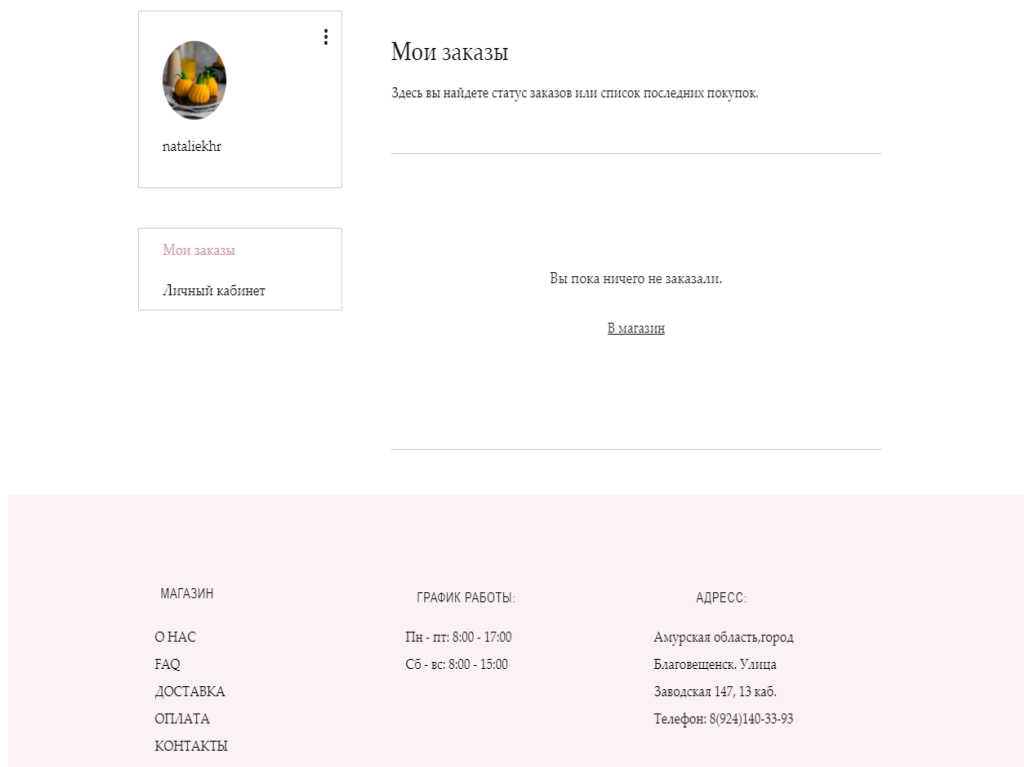 nataliekhr
Мои заказы
Личный кабинет
Мои заказы
Здесь вы найдете статус заказов или список последних покупок.
Вы пока ничего не заказали.
В магазин
МАГАЗИН
О НАС
FAQ
ДОСТАВКА
ОПЛАТА
КОНТАКТЫ
ГРАФИК РАБОТЫ:
Пн - пт: 8:00 - 17:00
Сб - вс: 8:00 - 15:00
АДРЕСС:
Амурская область,город
Благовещенск. Улица
Заводская 147, 13 каб.
Телефон: 8(924)140-33-93